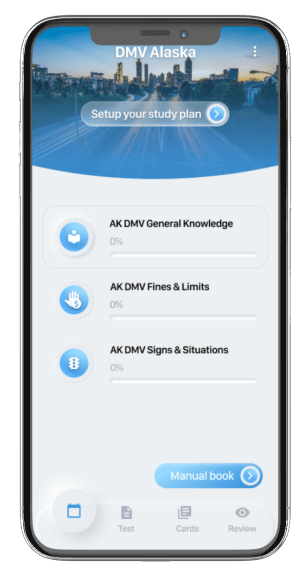 DMV Alaska
Setup your study plan
AK DMV General Knowledge
0%
AK DMV Fines & Limits
0%
AK DMV Signs & Situations
0%
Manual book
Test
Cards
Review